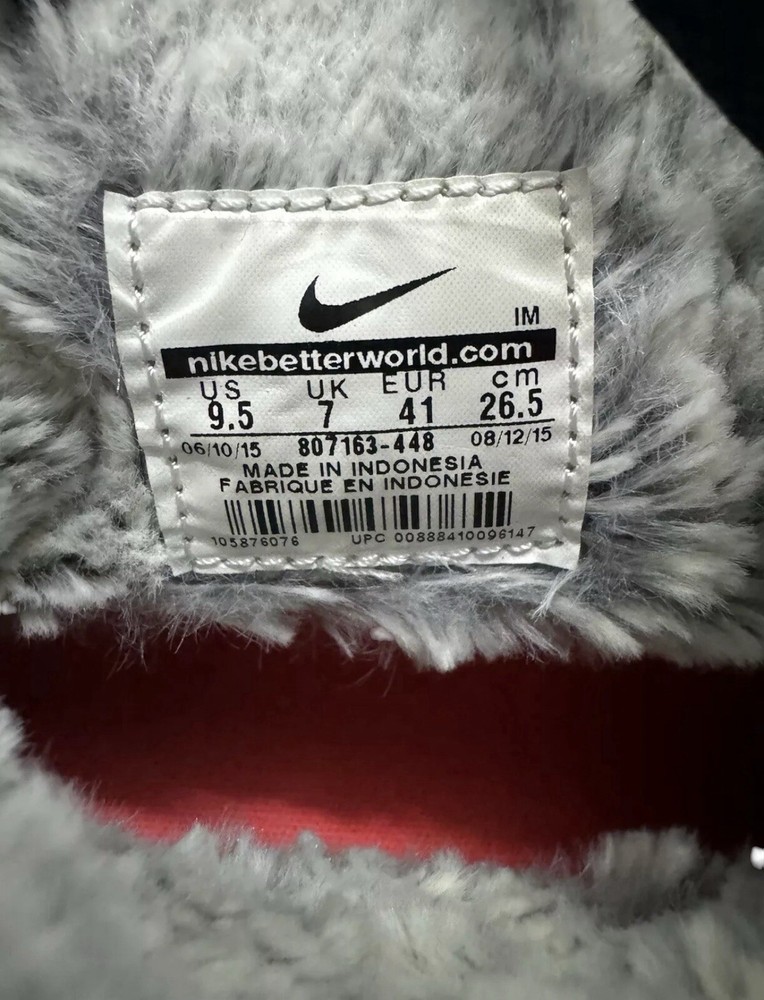 IM
nikebetterworld.com
US UK EUR cm
9.5 7 41 26.5
06/10/15 807163-448 08/12/15
MADE IN INDONESIA
FABRIQUE EN INDONESIE
105876076 UPC 00888410096147